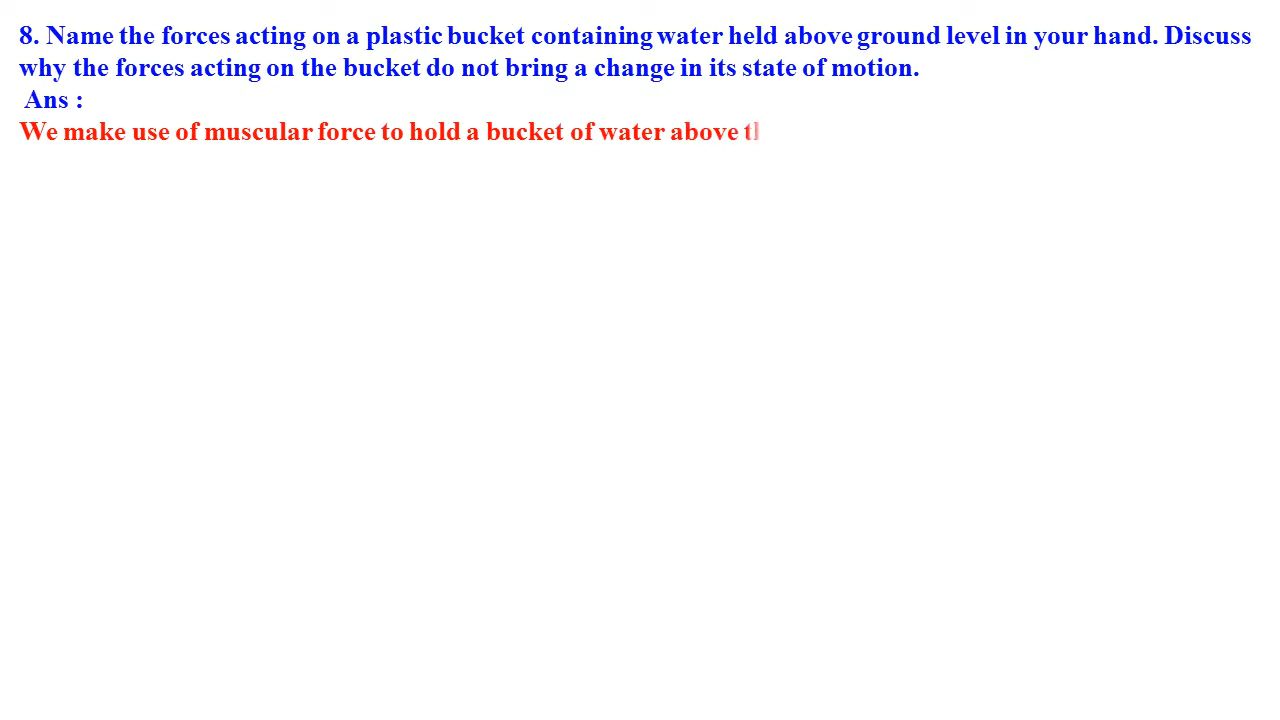 8. Name the forces acting on a plastic bucket containing water held above ground level in your hand. Discuss
why the forces acting on the bucket do not bring a change in its state of motion.
Ans :
We make use of muscular force to hold a bucket of water above